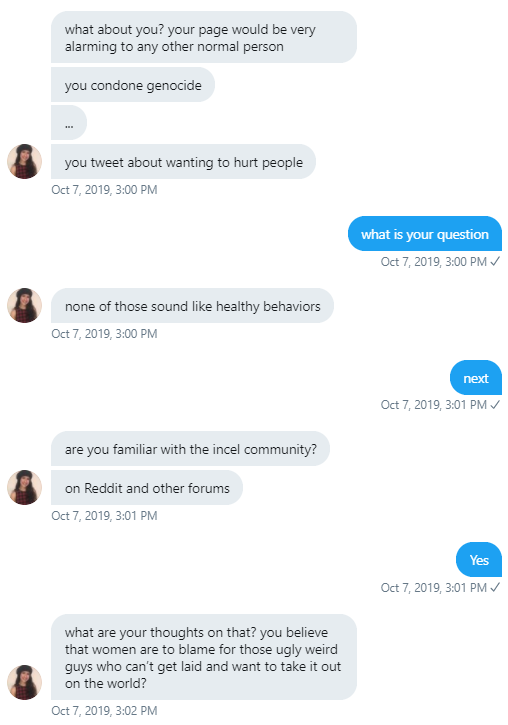 what about you? your page would be very
alarming to any other normal person
you condone genocide
...
you tweet about wanting to hurt people
Oct 7, 2019, 3:00 PM
what is your question
Oct 7, 2019, 3:00 PM ✓
none of those sound like healthy behaviors
Oct 7, 2019, 3:00 PM
next
Oct 7, 2019, 3:01 PM ✓
are you familiar with the incel community?
on Reddit and other forums
Oct 7, 2019, 3:01 PM
Yes
Oct 7, 2019, 3:01 PM ✓
what are your thoughts on that? you believe
that women are to blame for those ugly weird
guys who can’t get laid and want to take it out
on the world?
Oct 7, 2019, 3:02 PM